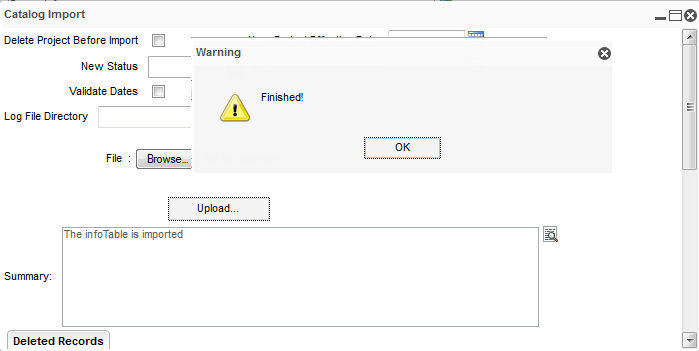 Catalog Import
Delete Project Before Import
New Status
Validate Dates
Log File Directory
File :
Browse...
Upload...
Warning
Finished!
OK
Summary:
The infoTable is imported
Deleted Records